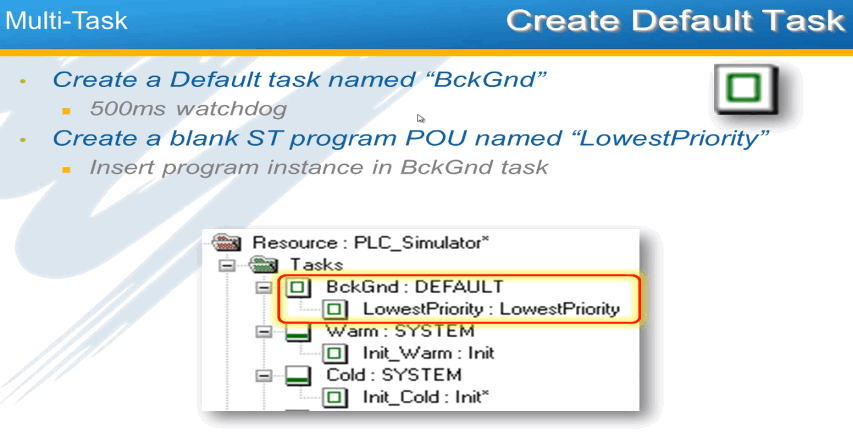 Multi-Task
Create Default Task
Create a Default task named “BckGnd”
500ms watchdog
Create a blank ST program POU named “LowestPriority”
Insert program instance in BckGnd task
Resource : PLC_Simulator*
Tasks
BckGnd : DEFAULT
LowestPriority : LowestPriority
Warm : SYSTEM
Init_Warm : Init
Cold : SYSTEM
Init_Cold : Init*